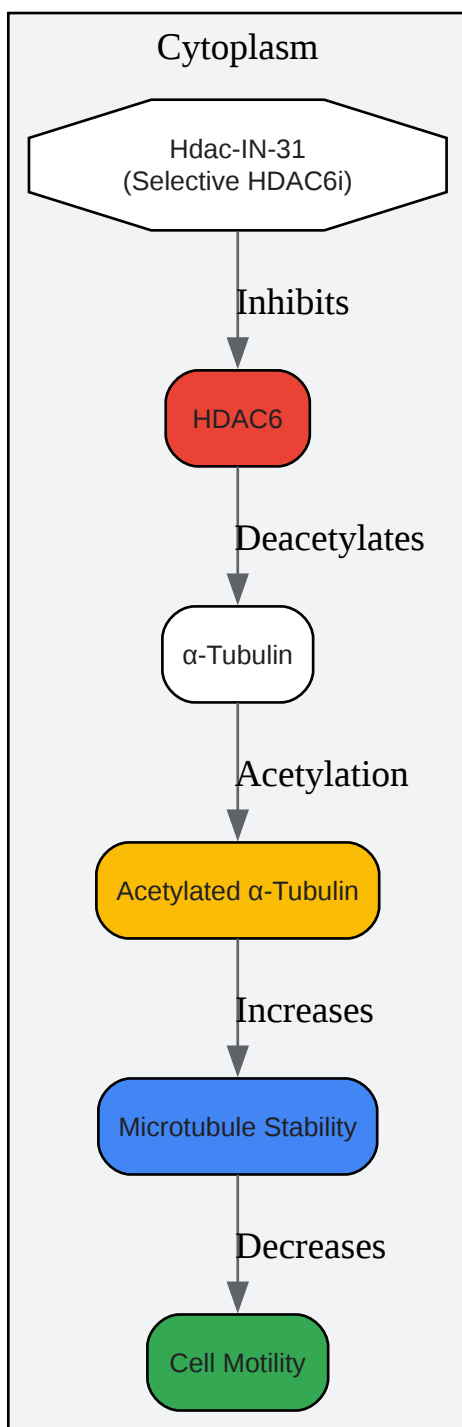 Cytoplasm
Hdac-IN-31
(Selective HDAC6i)
Inhibits
HDAC6
Deacetylates
α-Tubulin
Acetylation
Acetylated α-Tubulin
Increases
Microtubule Stability
Decreases
Cell Motility